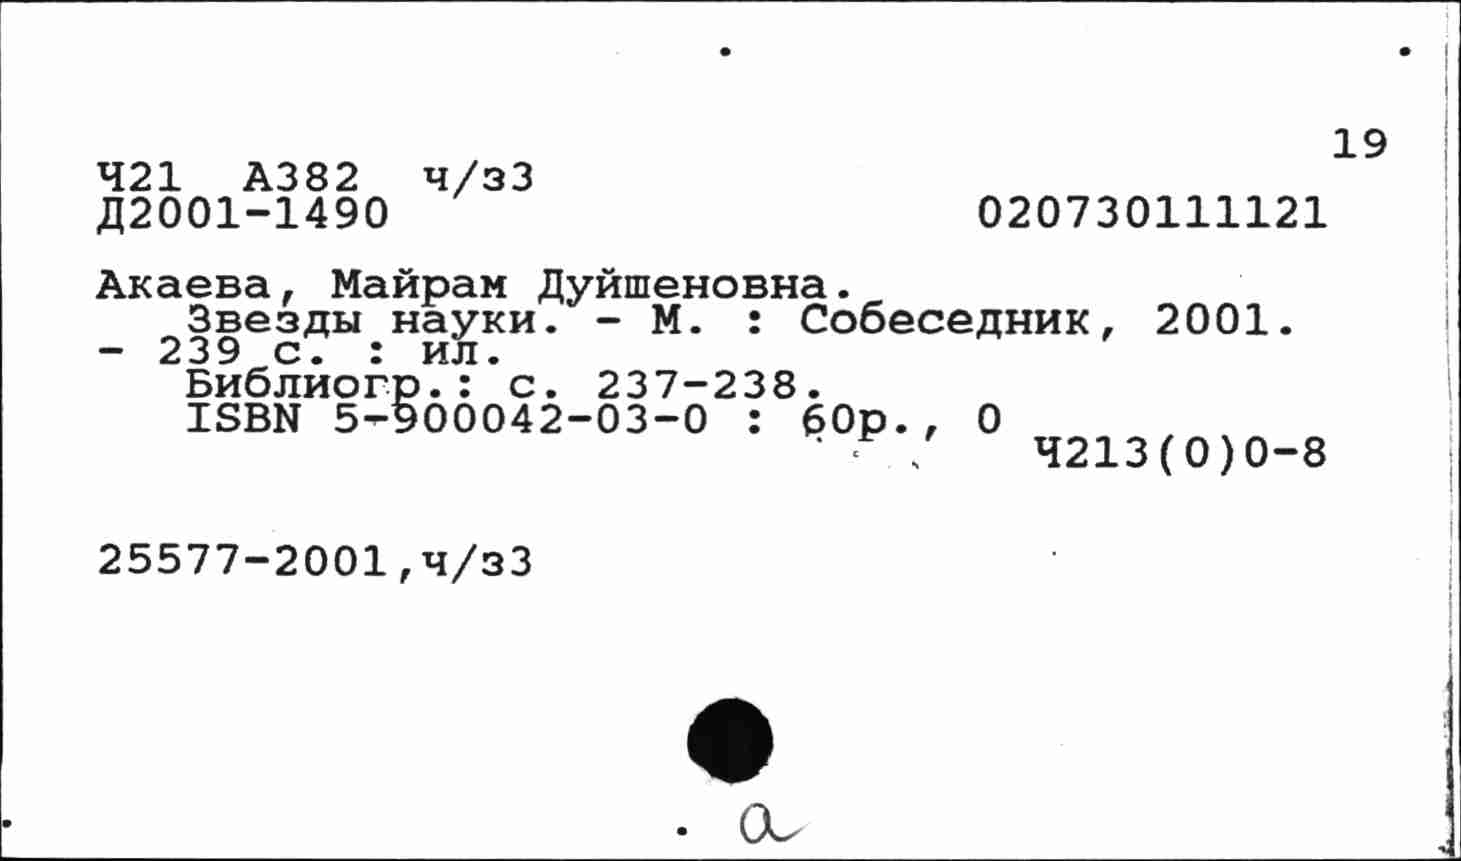 19
Ч21 А382 ч/з3
Д2001-1490 020730111121
Акаева, Майрам Дуйшеновна.
Звезды науки. - М. : Собеседник, 2001.
- 239 с. : ил.
Библиогр.: с. 237-238.
ISBN 5-900042-03-0 : 60р., 0
Ч213(0)0-8
25577-2001,ч/з3
а